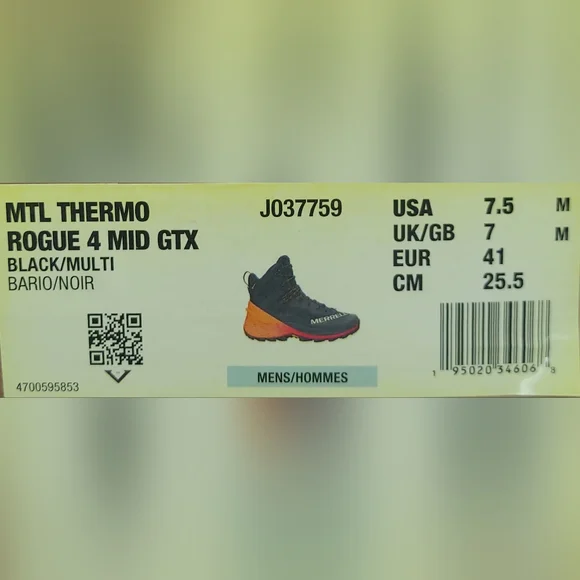 MTL THERMO
ROGUE 4 MID GTX
BLACK/MULTI
BARIO/NOIR
4700595853
J037759
MERRELL
MENS/HOMMES
USA 7.5 M
UK/GB 7 M
EUR 41
CM 25.5
1 95020 34606 8